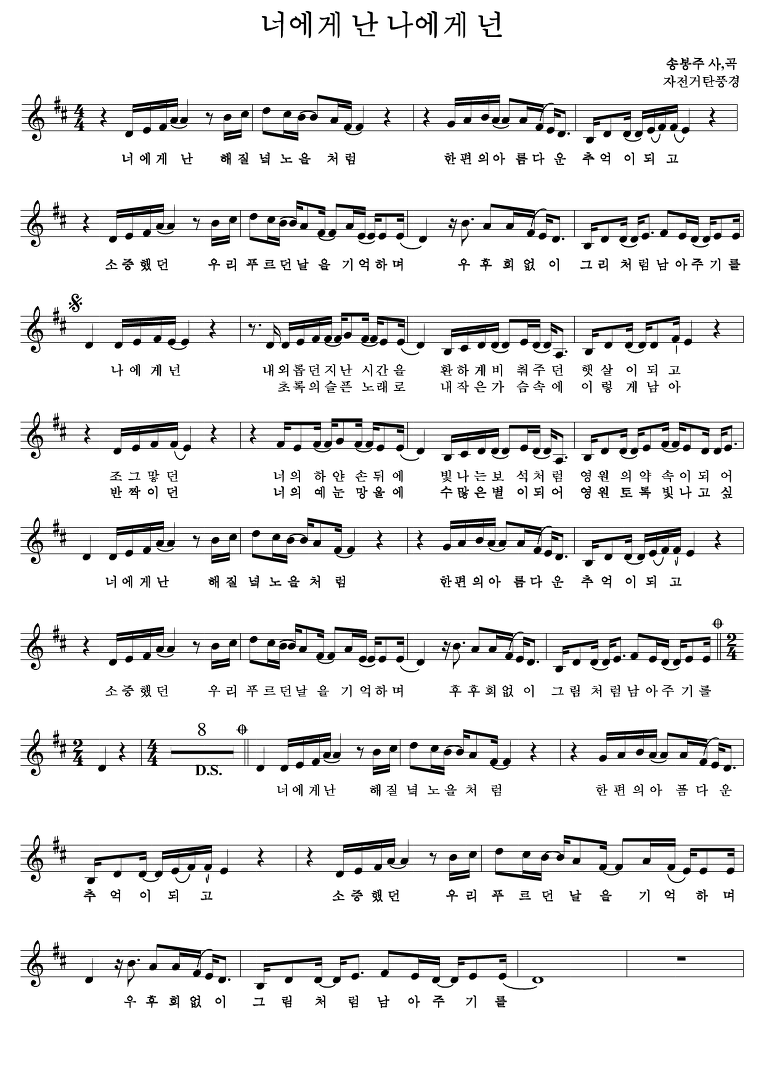 너에게 난 나에게 넌
송봉주 사,곡
자전거탄풍경
너에게 난 해질 녘 노을 처럼 한편의아 름다운 추억 이되 고
소중했던 우리 푸르던날 을 기억하며 우 후 회 없 이 그리 처럼남아주 기를
나 에 게 넌 내외롭던지난 시간을 환하게비 춰주던 햇 살 이되 고
초록의슬픈 노래로 내작은가 슴속에 이렇 게남 아
조그맣 던 너의 하얀 손뒤에 빛나는보 석처럼 영원 의약 속이되 어
반짝이 던 너의 예눈 망울에 수많은별 이되어 영원 토록 빛나고 싶
너에게난 해질 녘 노을처 럼 한편의아 름다운 추억 이되 고
소중했던 우리 푸르던날 을 기억하며 후후회없이 그림 처럼남아주 기를
8
D.S.
너에게난 해질 녘 노을처 럼 한편의아 픔다 운
추 억 이 되 고 소중했던 우리 푸르던날 을 기억 하며
우후회없이 그림 처럼남 아주 기를